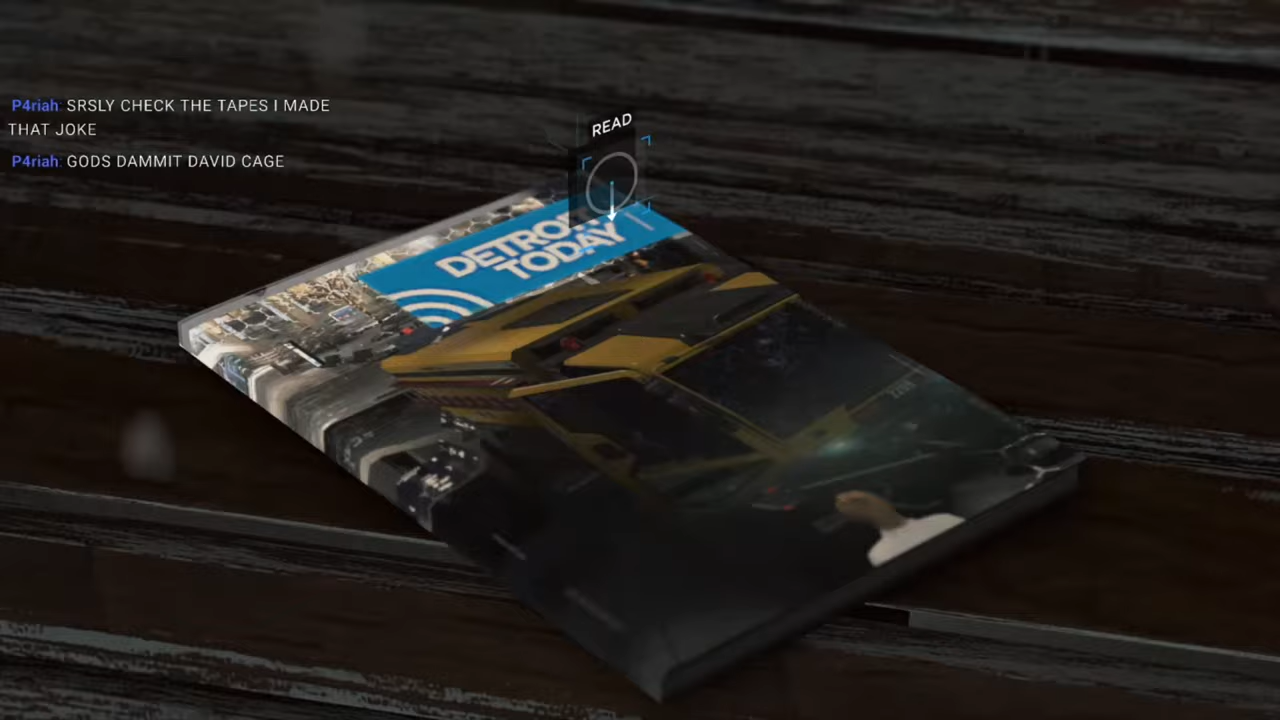 P4riah: SRSLY CHECK THE TAPES I MADE
THAT JOKE
P4riah: GODS DAMMIT DAVID CAGE
READ
DETROIT
TODAY